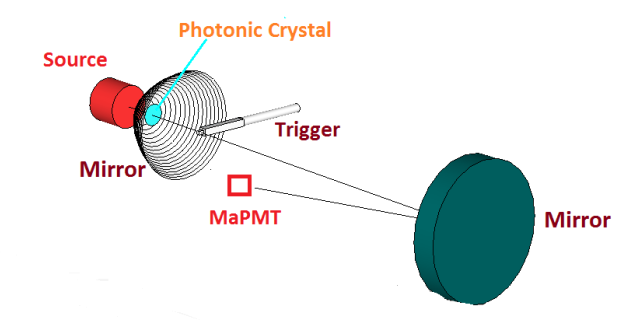 Photonic Crystal
Source
Trigger
Mirror
MaPMT
Mirror